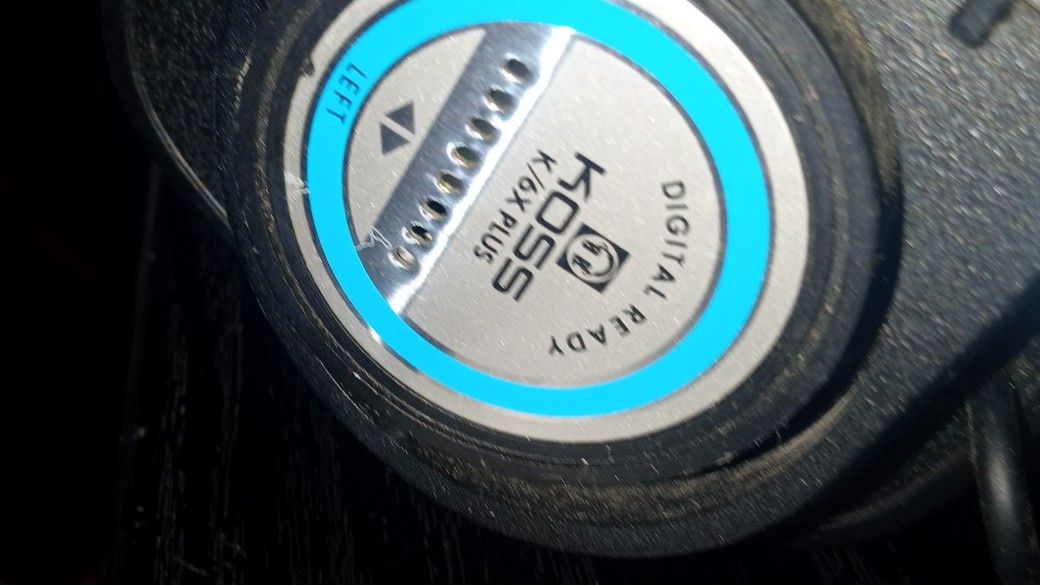 DIGITAL READY
KOSS
K/6X PLUS
LEFT